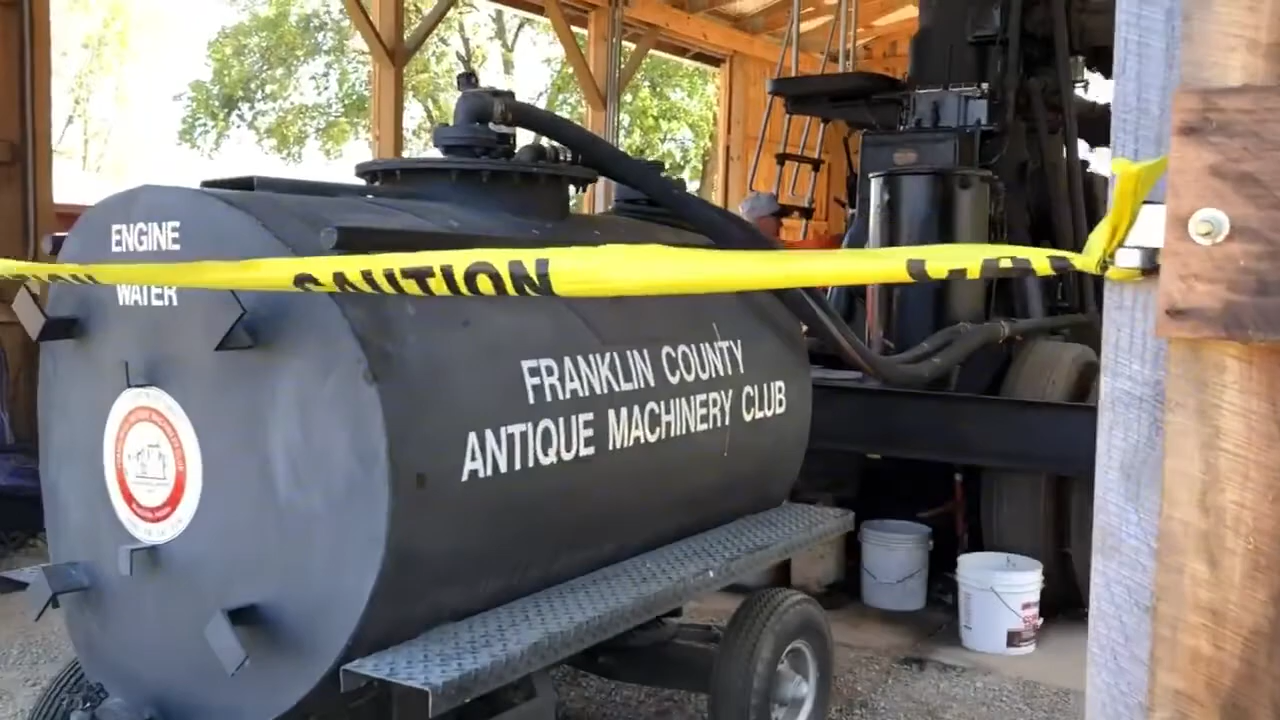 ENGINE
WATER
CAUTION
FRANKLIN COUNTY
ANTIQUE MACHINERY CLUB